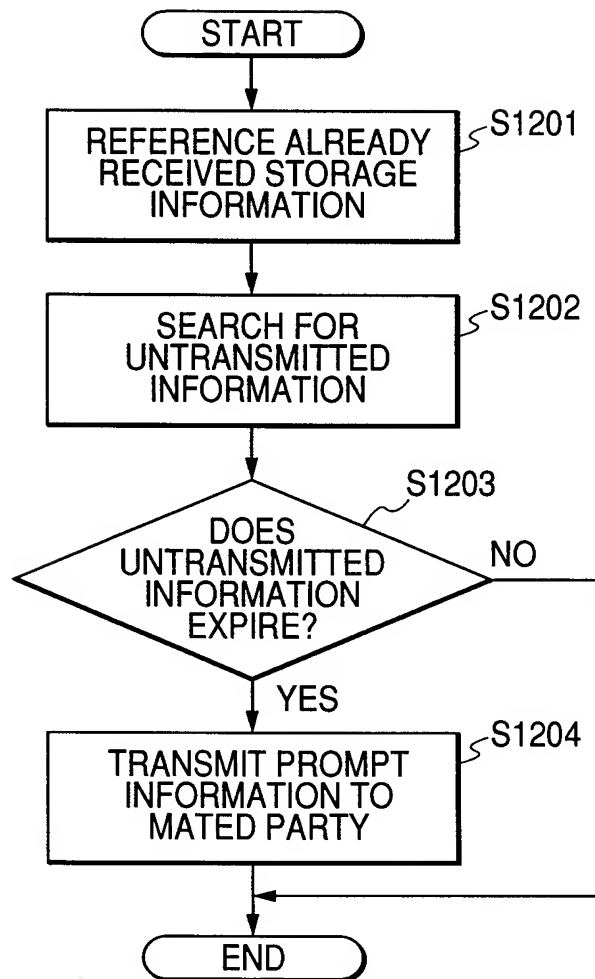 START
REFERENCE ALREADY
RECEIVED STORAGE
INFORMATION
S1201
SEARCH FOR
UNTRANSMITTED
INFORMATION
S1202
DOES
UNTRANSMITTED
INFORMATION
EXPIRE?
S1203
NO
YES
TRANSMIT PROMPT
INFORMATION TO
MATED PARTY
S1204
END